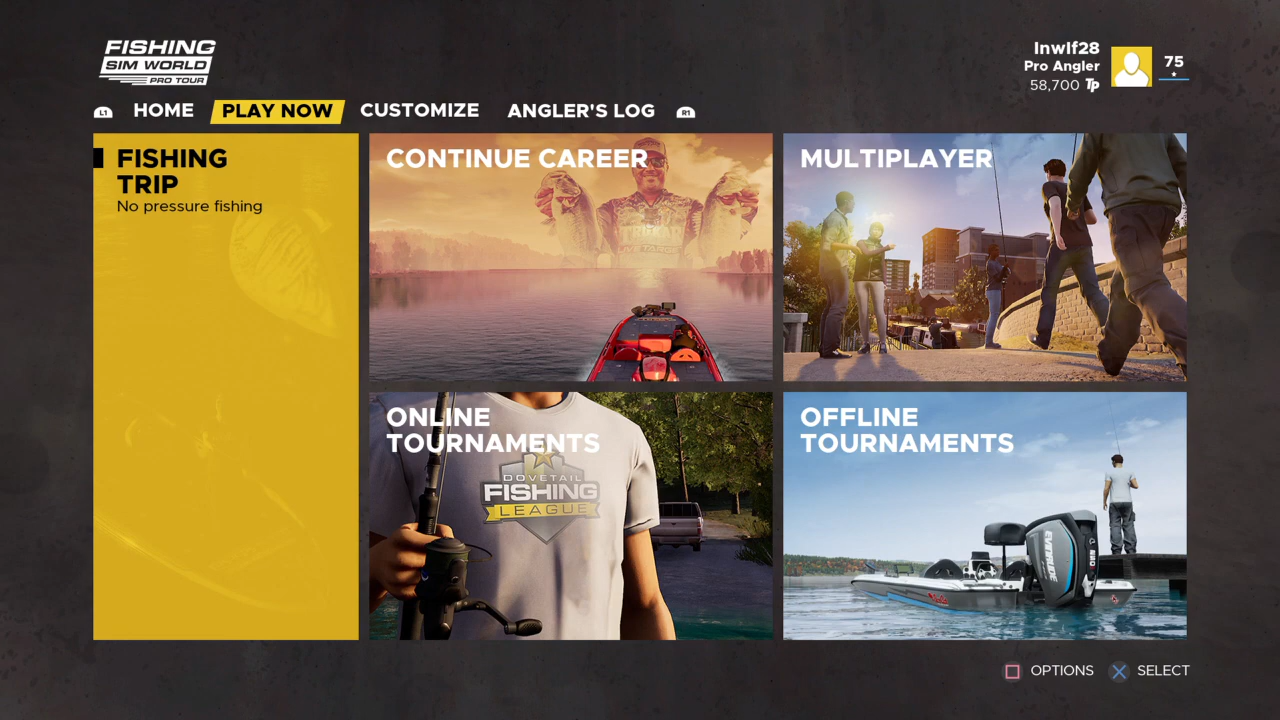 FISHING
SIM WORLD
PRO TOUR
lnwlf28
Pro Angler
58,700 Tp
75
L1 HOME PLAY NOW CUSTOMIZE ANGLER'S LOG R1
FISHING
TRIP
No pressure fishing
CONTINUE CAREER
MULTIPLAYER
ONLINE
TOURNAMENTS
DOVETAIL
FISHING
LEAGUE
OFFLINE
TOURNAMENTS
EVINRUDE
OPTIONS
SELECT